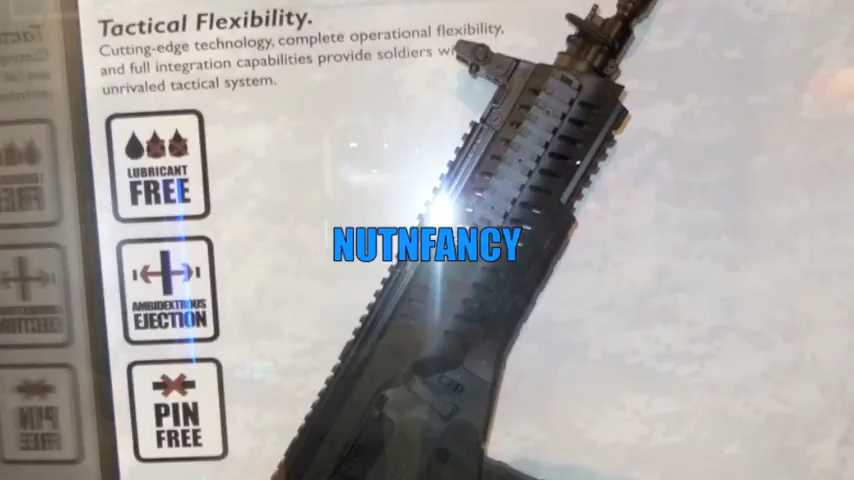 Tactical Flexibility.
Cutting-edge technology, complete operational flexibility,
and full integration capabilities provide soldiers
unrivaled tactical system.
LUBRICANT
FREE
NUTNFANCY
AMBIDEXTROUS
EJECTION
PIN
FREE